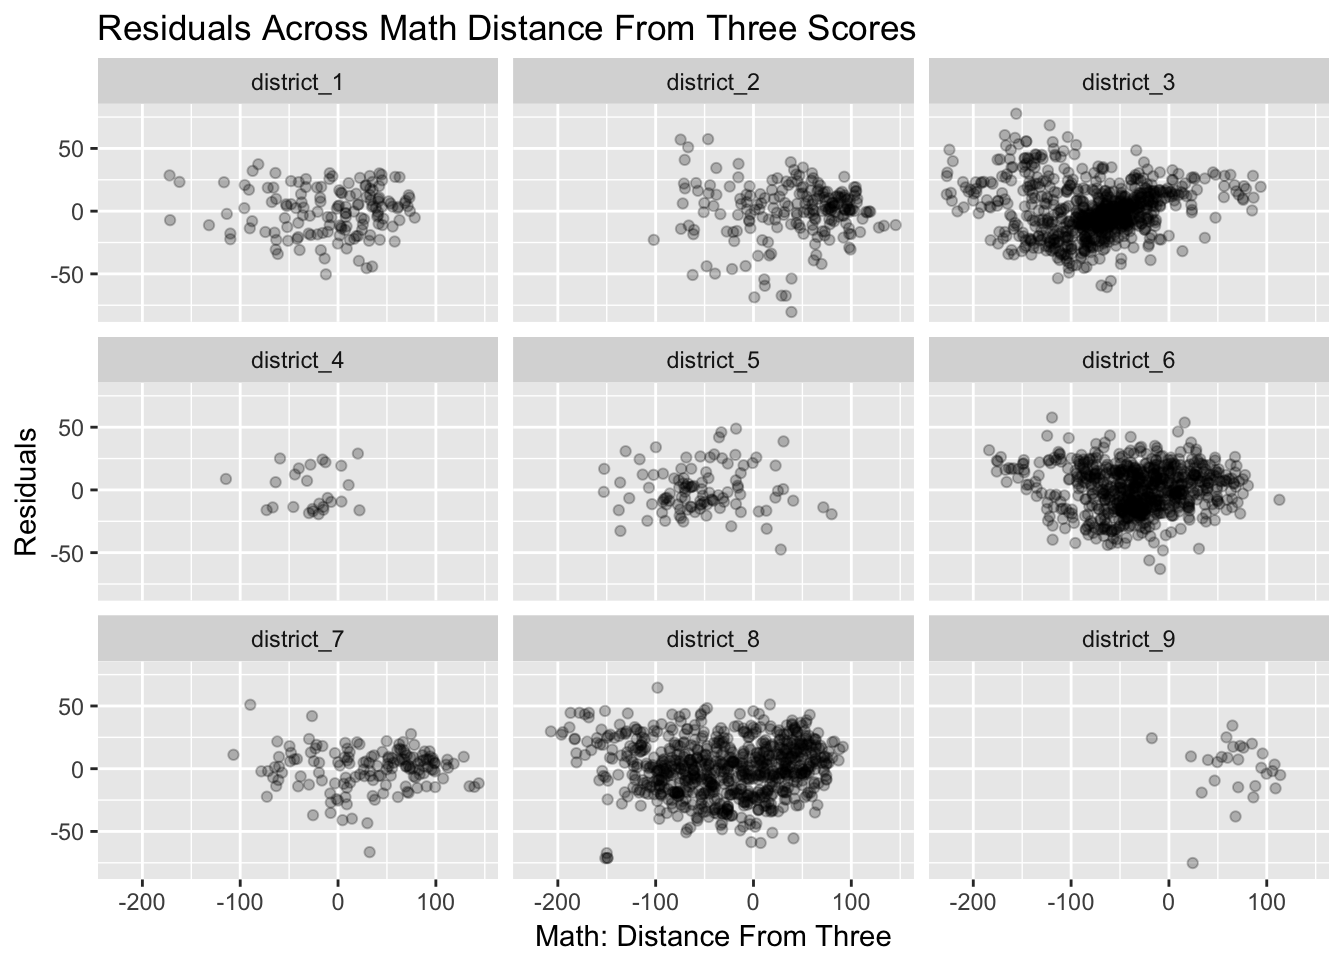 Residuals Across Math Distance From Three Scores
district_1 district_2 district_3
50
0
-50
district_4 district_5 district_6
50
0
-50
Residuals
district_7 district_8 district_9
50
0
-50
-200 -100 0 100 -200 -100 0 100 -200 -100 0 100
Math: Distance From Three